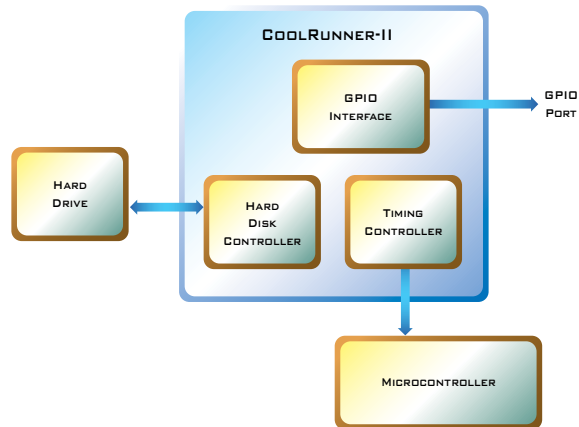 CoolRunner-II
GPIO
Interface
GPIO
Port
Hard
Drive
Hard
Disk
Controller
Timing
Controller
Microcontroller